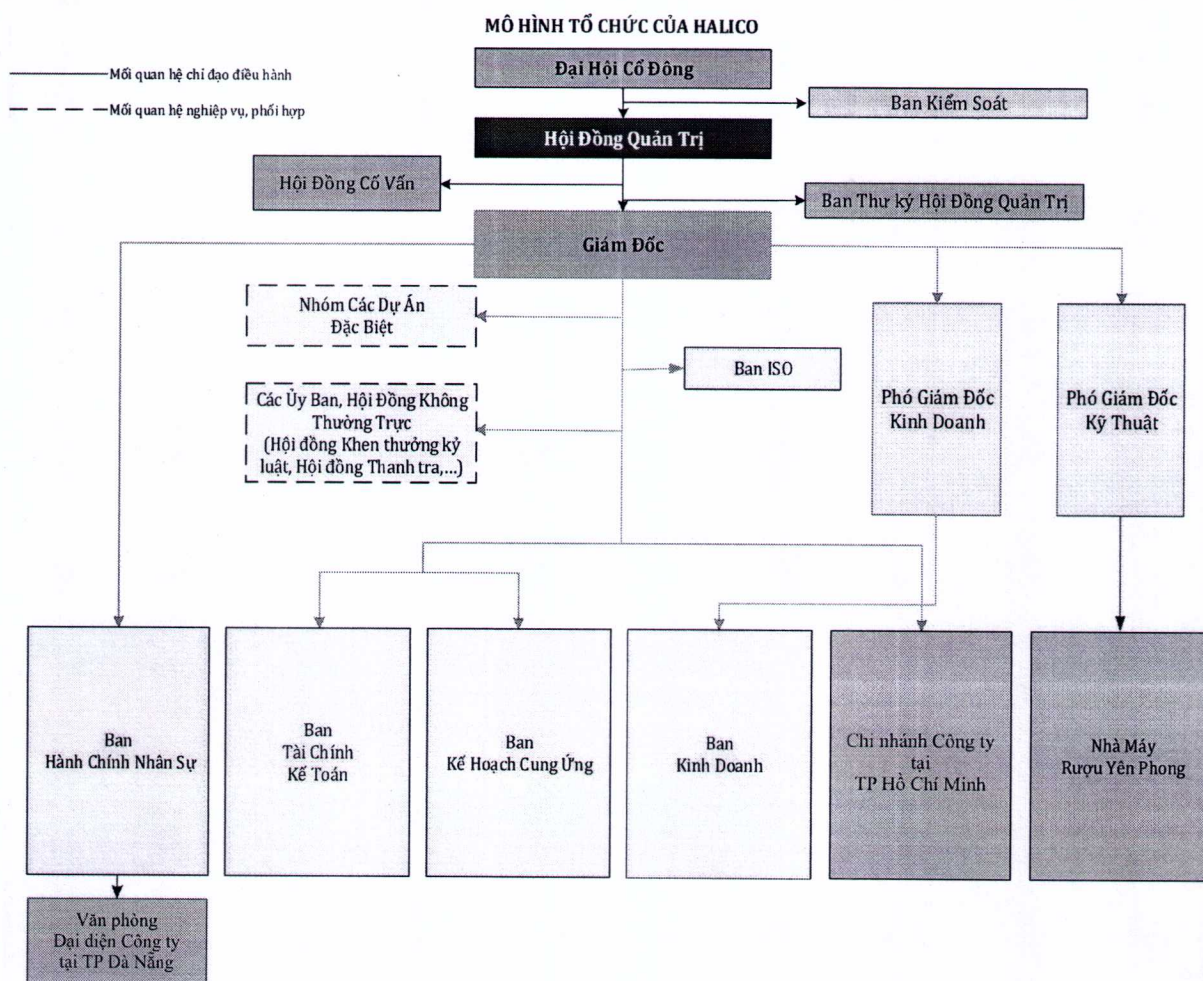 MÔ HÌNH TỔ CHỨC CỦA HALICO
Mối quan hệ chỉ đạo điều hành
Mối quan hệ nghiệp vụ, phối hợp
Đại Hội Cổ Đông
Ban Kiểm Soát
Hội Đồng Quản Trị
Hội Đồng Cố Vấn
Ban Thư ký Hội Đồng Quản Trị
Giám Đốc
Nhóm Các Dự Án
Đặc Biệt
Ban ISO
Các Ủy Ban, Hội Đồng Không
Thường Trực
(Hội đồng Khen thưởng kỷ
luật, Hội đồng Thanh tra,...)
Phó Giám Đốc
Kinh Doanh
Phó Giám Đốc
Kỹ Thuật
Ban
Hành Chính Nhân Sự
Ban
Tài Chính
Kế Toán
Ban
Kế Hoạch Cung Ứng
Ban
Kinh Doanh
Chi nhánh Công ty
tại
TP Hồ Chí Minh
Nhà Máy
Rượu Yên Phong
Văn phòng
Đại diện Công ty
tại TP Đà Nẵng